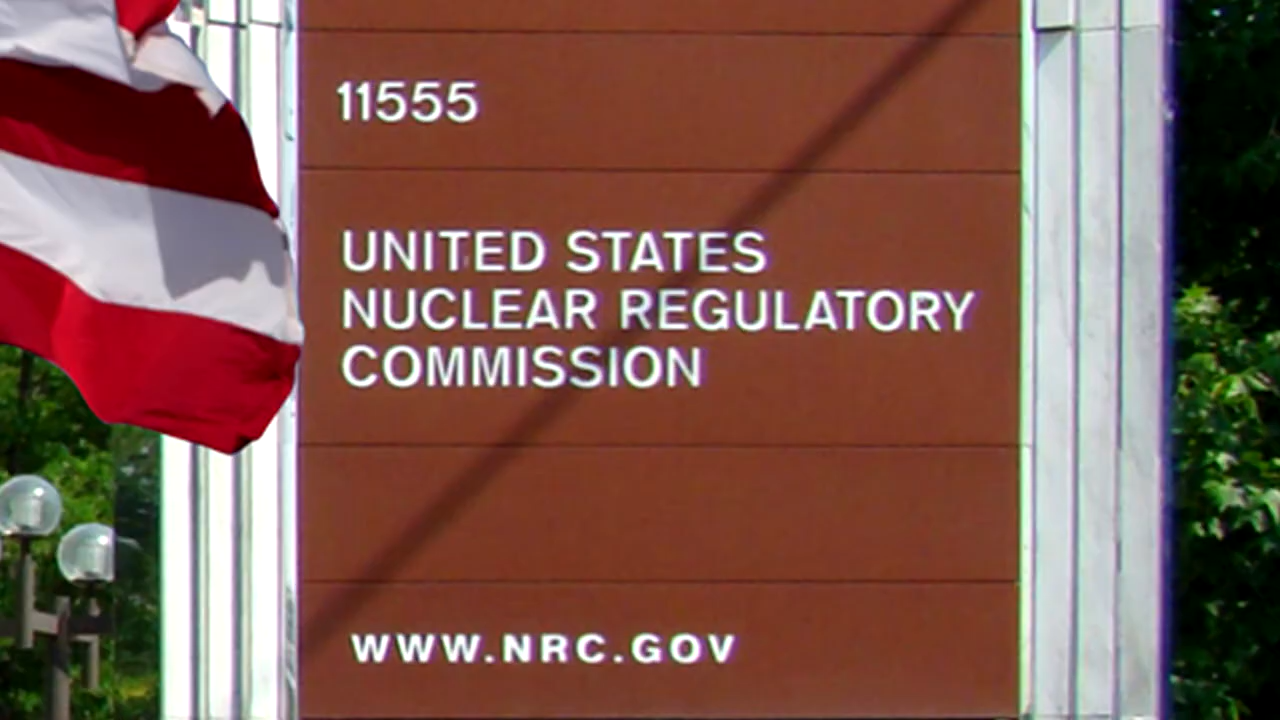 11555
UNITED STATES
NUCLEAR REGULATORY
COMMISSION
WWW.NRC.GOV